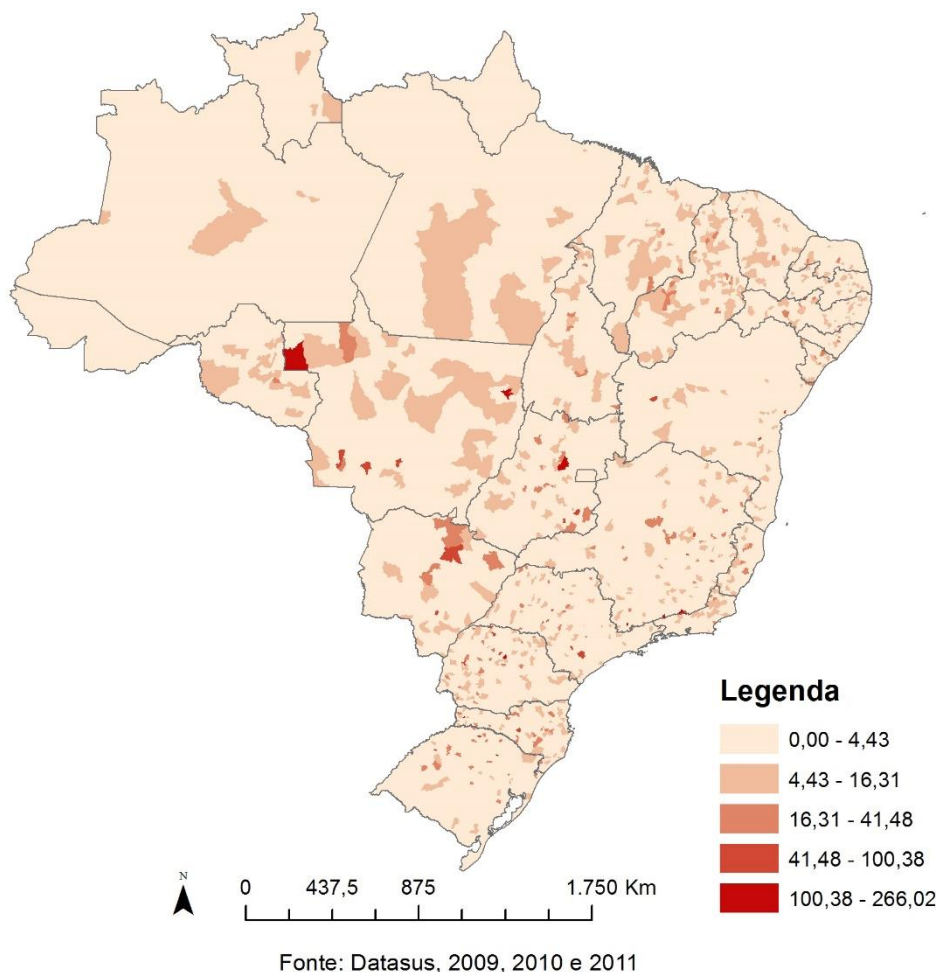 Legenda
0,00 - 4,43
4,43 - 16,31
16,31 - 41,48
41,48 - 100,38
100,38 - 266,02
N
0 437,5 875 1.750 Km
Fonte: Datasus, 2009, 2010 e 2011